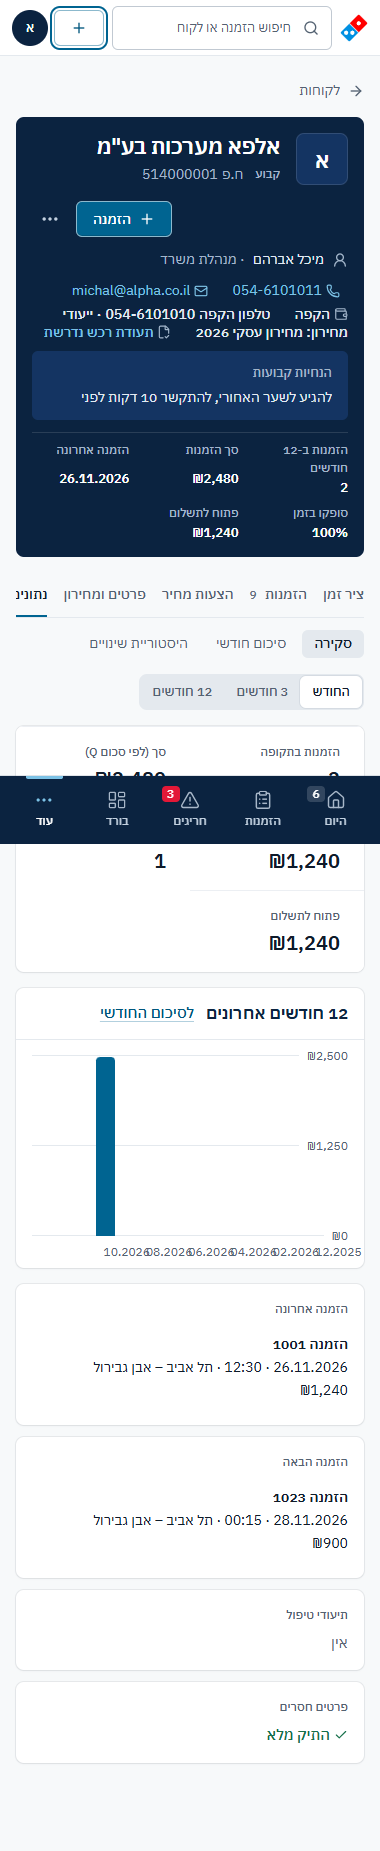 חיפוש הזמנה או לקוח
+
א
לקוחות
א
אלפא מערכות בע"מ
קבוע ח.פ 514000001
+ הזמנה
מיכל אברהם · מנהלת משרד
054-6101011 michal@alpha.co.il
הקפה טלפון הקפה 054-6101010 · ייעודי
מחירון: מחירון עסקי 2026 תעודת רכש נדרשת
הנחיות קבועות
להגיע לשער האחורי, להתקשר 10 דקות לפני
הזמנות ב-12 חודשים סך הזמנות הזמנה אחרונה
2 ₪2,480 26.11.2026
סופקו בזמן פתוח לתשלום
100% ₪1,240
ציר זמן הזמנות 9 הצעות מחיר פרטים ומחירון נתונים
סקירה סיכום חודשי היסטוריית שינויים
החודש 3 חודשים 12 חודשים
הזמנות בתקופה סך (לפי סכום Q)
היום 6 הזמנות חריגים 3 בורד עוד
₪1,240 1
פתוח לתשלום
₪1,240
12 חודשים אחרונים לסיכום החודשי
₪2,500
₪1,250
₪0
12.2025 02.2026 04.2026 06.2026 08.2026 10.2026
הזמנה אחרונה
הזמנה 1001
26.11.2026 · 12:30 · תל אביב – אבן גבירול
₪1,240
הזמנה הבאה
הזמנה 1023
28.11.2026 · 00:15 · תל אביב – אבן גבירול
₪900
תיעודי טיפול
אין
פרטים חסרים
התיק מלא